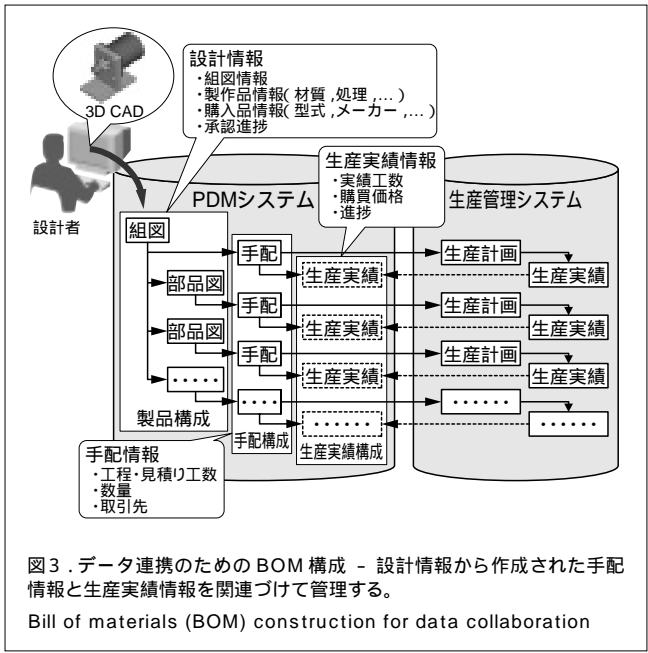 3D CAD
設計者
設計情報
・組図情報
・製作品情報(材質,処理,...)
・購入品情報(型式,メーカー,...)
・承認進捗
生産実績情報
・実績工数
・購買価格
・進捗
PDMシステム
生産管理システム
組図
手配
生産計画
部品図
生産実績
生産実績
手配
生産計画
部品図
生産実績
生産実績
手配
生産計画
・・・・・
生産実績
生産実績
・・・・
・・・・・・
製品構成
・・・・・・
・・・・・・
手配構成
生産実績構成
手配情報
・工程・見積り工数
・数量
・取引先
図3.データ連携のための BOM 構成 − 設計情報から作成された手配
情報と生産実績情報を関連づけて管理する。
Bill of materials (BOM) construction for data collaboration